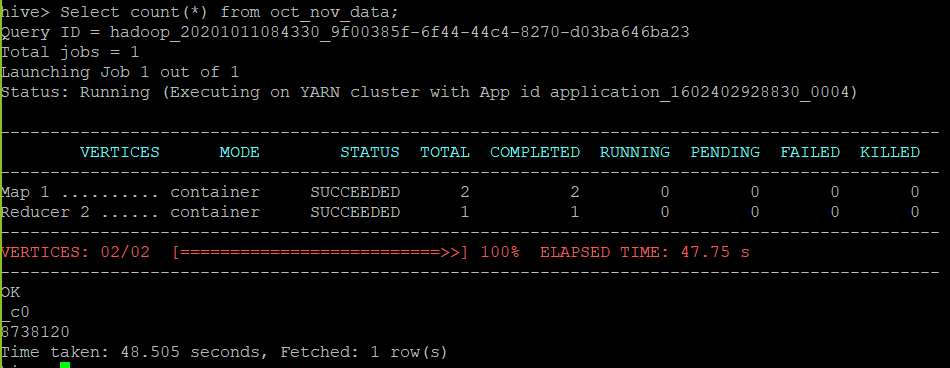 hive> Select count(*) from oct_nov_data;
Query ID = hadoop_20201011084330_9f00385f-6f44-44c4-8270-d03ba646ba23
Total jobs = 1
Launching Job 1 out of 1
Status: Running (Executing on YARN cluster with App id application_1602402928830_0004)
----------------------------------------------------------------------------------------------
VERTICES MODE STATUS TOTAL COMPLETED RUNNING PENDING FAILED KILLED
----------------------------------------------------------------------------------------------
Map 1 .......... container SUCCEEDED 2 2 0 0 0 0
Reducer 2 ...... container SUCCEEDED 1 1 0 0 0 0
----------------------------------------------------------------------------------------------
VERTICES: 02/02 [==========================>>] 100% ELAPSED TIME: 47.75 s
----------------------------------------------------------------------------------------------
OK
_c0
8738120
Time taken: 48.505 seconds, Fetched: 1 row(s)